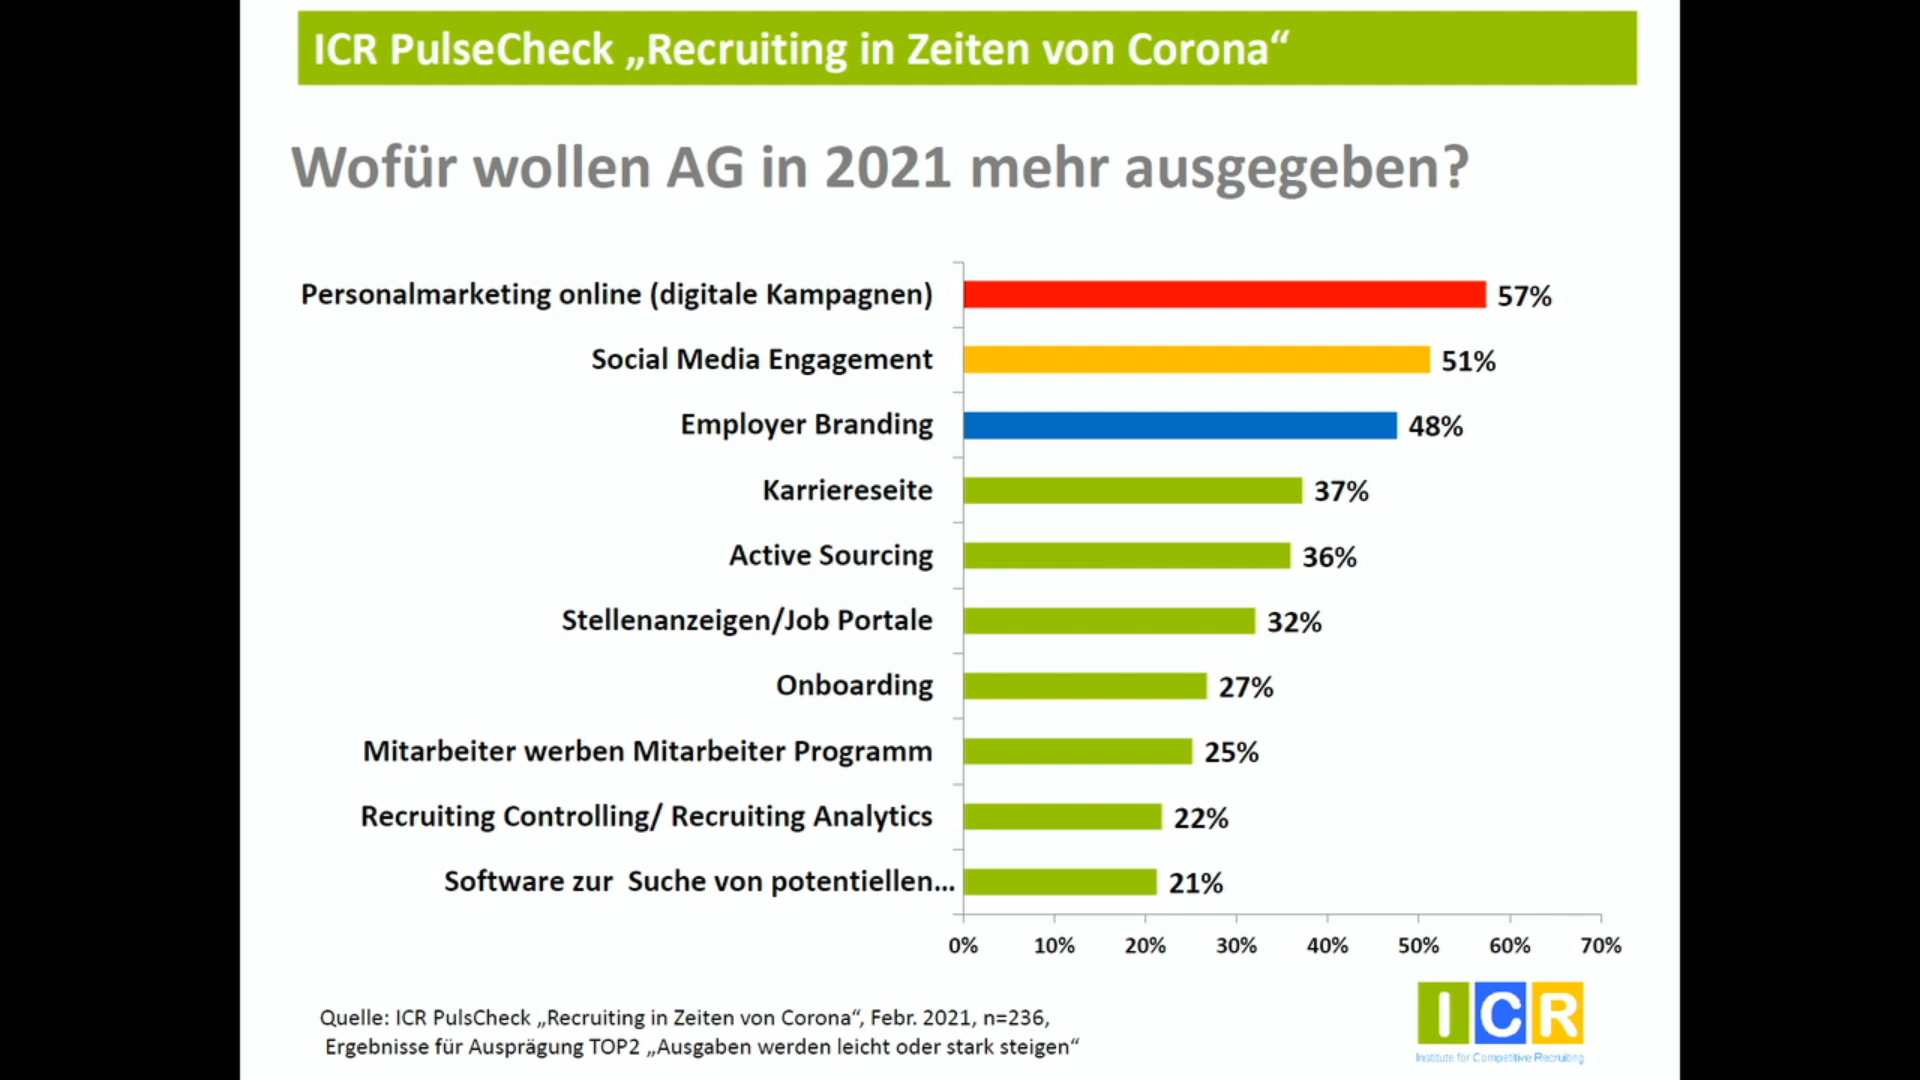 ICR PulseCheck „Recruiting in Zeiten von Corona“
Wofür wollen AG in 2021 mehr ausgegeben?
Personalmarketing online (digitale Kampagnen) 57%
Social Media Engagement 51%
Employer Branding 48%
Karriereseite 37%
Active Sourcing 36%
Stellenanzeigen/Job Portale 32%
Onboarding 27%
Mitarbeiter werben Mitarbeiter Programm 25%
Recruiting Controlling/ Recruiting Analytics 22%
Software zur Suche von potentiellen... 21%
0% 10% 20% 30% 40% 50% 60% 70%
Quelle: ICR PulsCheck „Recruiting in Zeiten von Corona“, Febr. 2021, n=236,
Ergebnisse für Ausprägung TOP2 „Ausgaben werden leicht oder stark steigen“
ICR
Institute for Competitive Recruiting